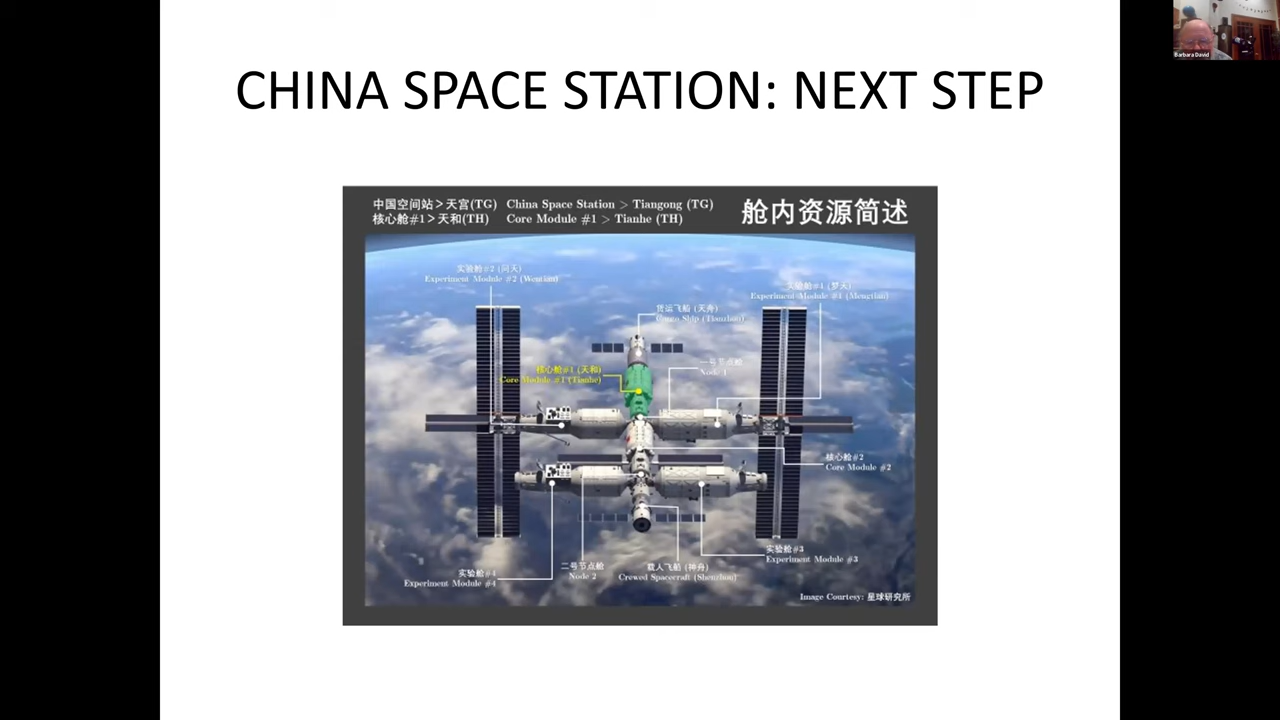 CHINA SPACE STATION: NEXT STEP
Barbara David
中国空间站 > 天宫(TG) China Space Station > Tiangong (TG)
核心舱#1 > 天和(TH) Core Module #1 > Tianhe (TH)
舱内资源简述
实验舱#2 (问天)
Experiment Module #2 (Wentian)
实验舱#1 (梦天)
Experiment Module #1 (Mengtian)
货运飞船 (天舟)
Cargo Ship (Tianzhou)
核心舱#1 (天和)
Core Module #1 (Tianhe)
一号节点舱
Node 1
核心舱#2
Core Module #2
实验舱#3
Experiment Module #3
实验舱#4
Experiment Module #4
二号节点舱
Node 2
载人飞船 (神舟)
Crewed Spacecraft (Shenzhou)
Image Courtesy: 星球研究所